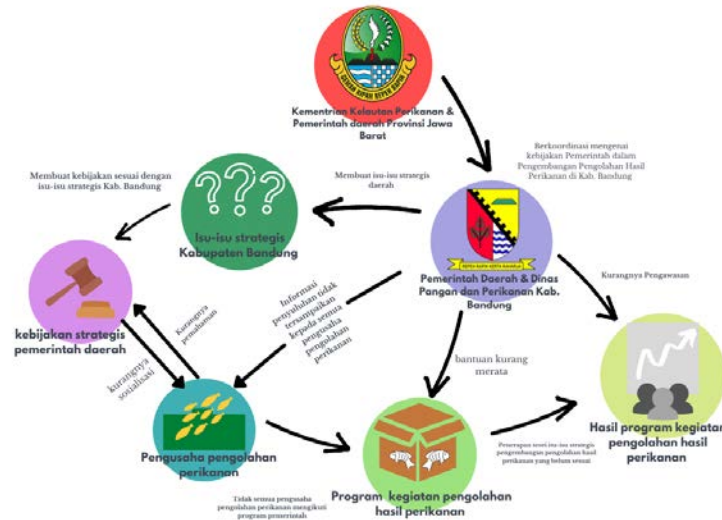 GEMAH RIPAH REPEH RAPIH
Kementrian Kelautan Perikanan &
Pemerintah daerah Provinsi Jawa
Barat
Berkoordinasi mengenai
kebijakan Pemerintah dalam
Pengembangan Pengolahan Hasil
Perikanan di Kab. Bandung
Membuat kebijakan sesuai dengan
isu-isu strategis Kab. Bandung
Membuat isu-isu strategis
daerah
???
Isu-isu strategis
Kabupaten Bandung
Pemerintah Daerah & Dinas
Pangan dan Perikanan Kab.
Bandung
Kurangnya Pengawasan
kebijakan strategis
pemerintah daerah
Kurangnya
pemahaman
kurangnya
sosialisasi
Informasi
penyuluhan tidak
tersampaikan
kepada semua
pengusaha
pengolahan
perikanan
bantuan kurang
merata
Pengusaha pengolahan
perikanan
Tidak semua pengusaha
pengolahan perikanan mengikuti
program pemerintah
Program kegiatan pengolahan
hasil perikanan
Penerapan
isu-isu strategis
pengembangan pengolahan hasil
perikanan yang belum sesuai
Hasil program kegiatan
pengolahan hasil
perikanan